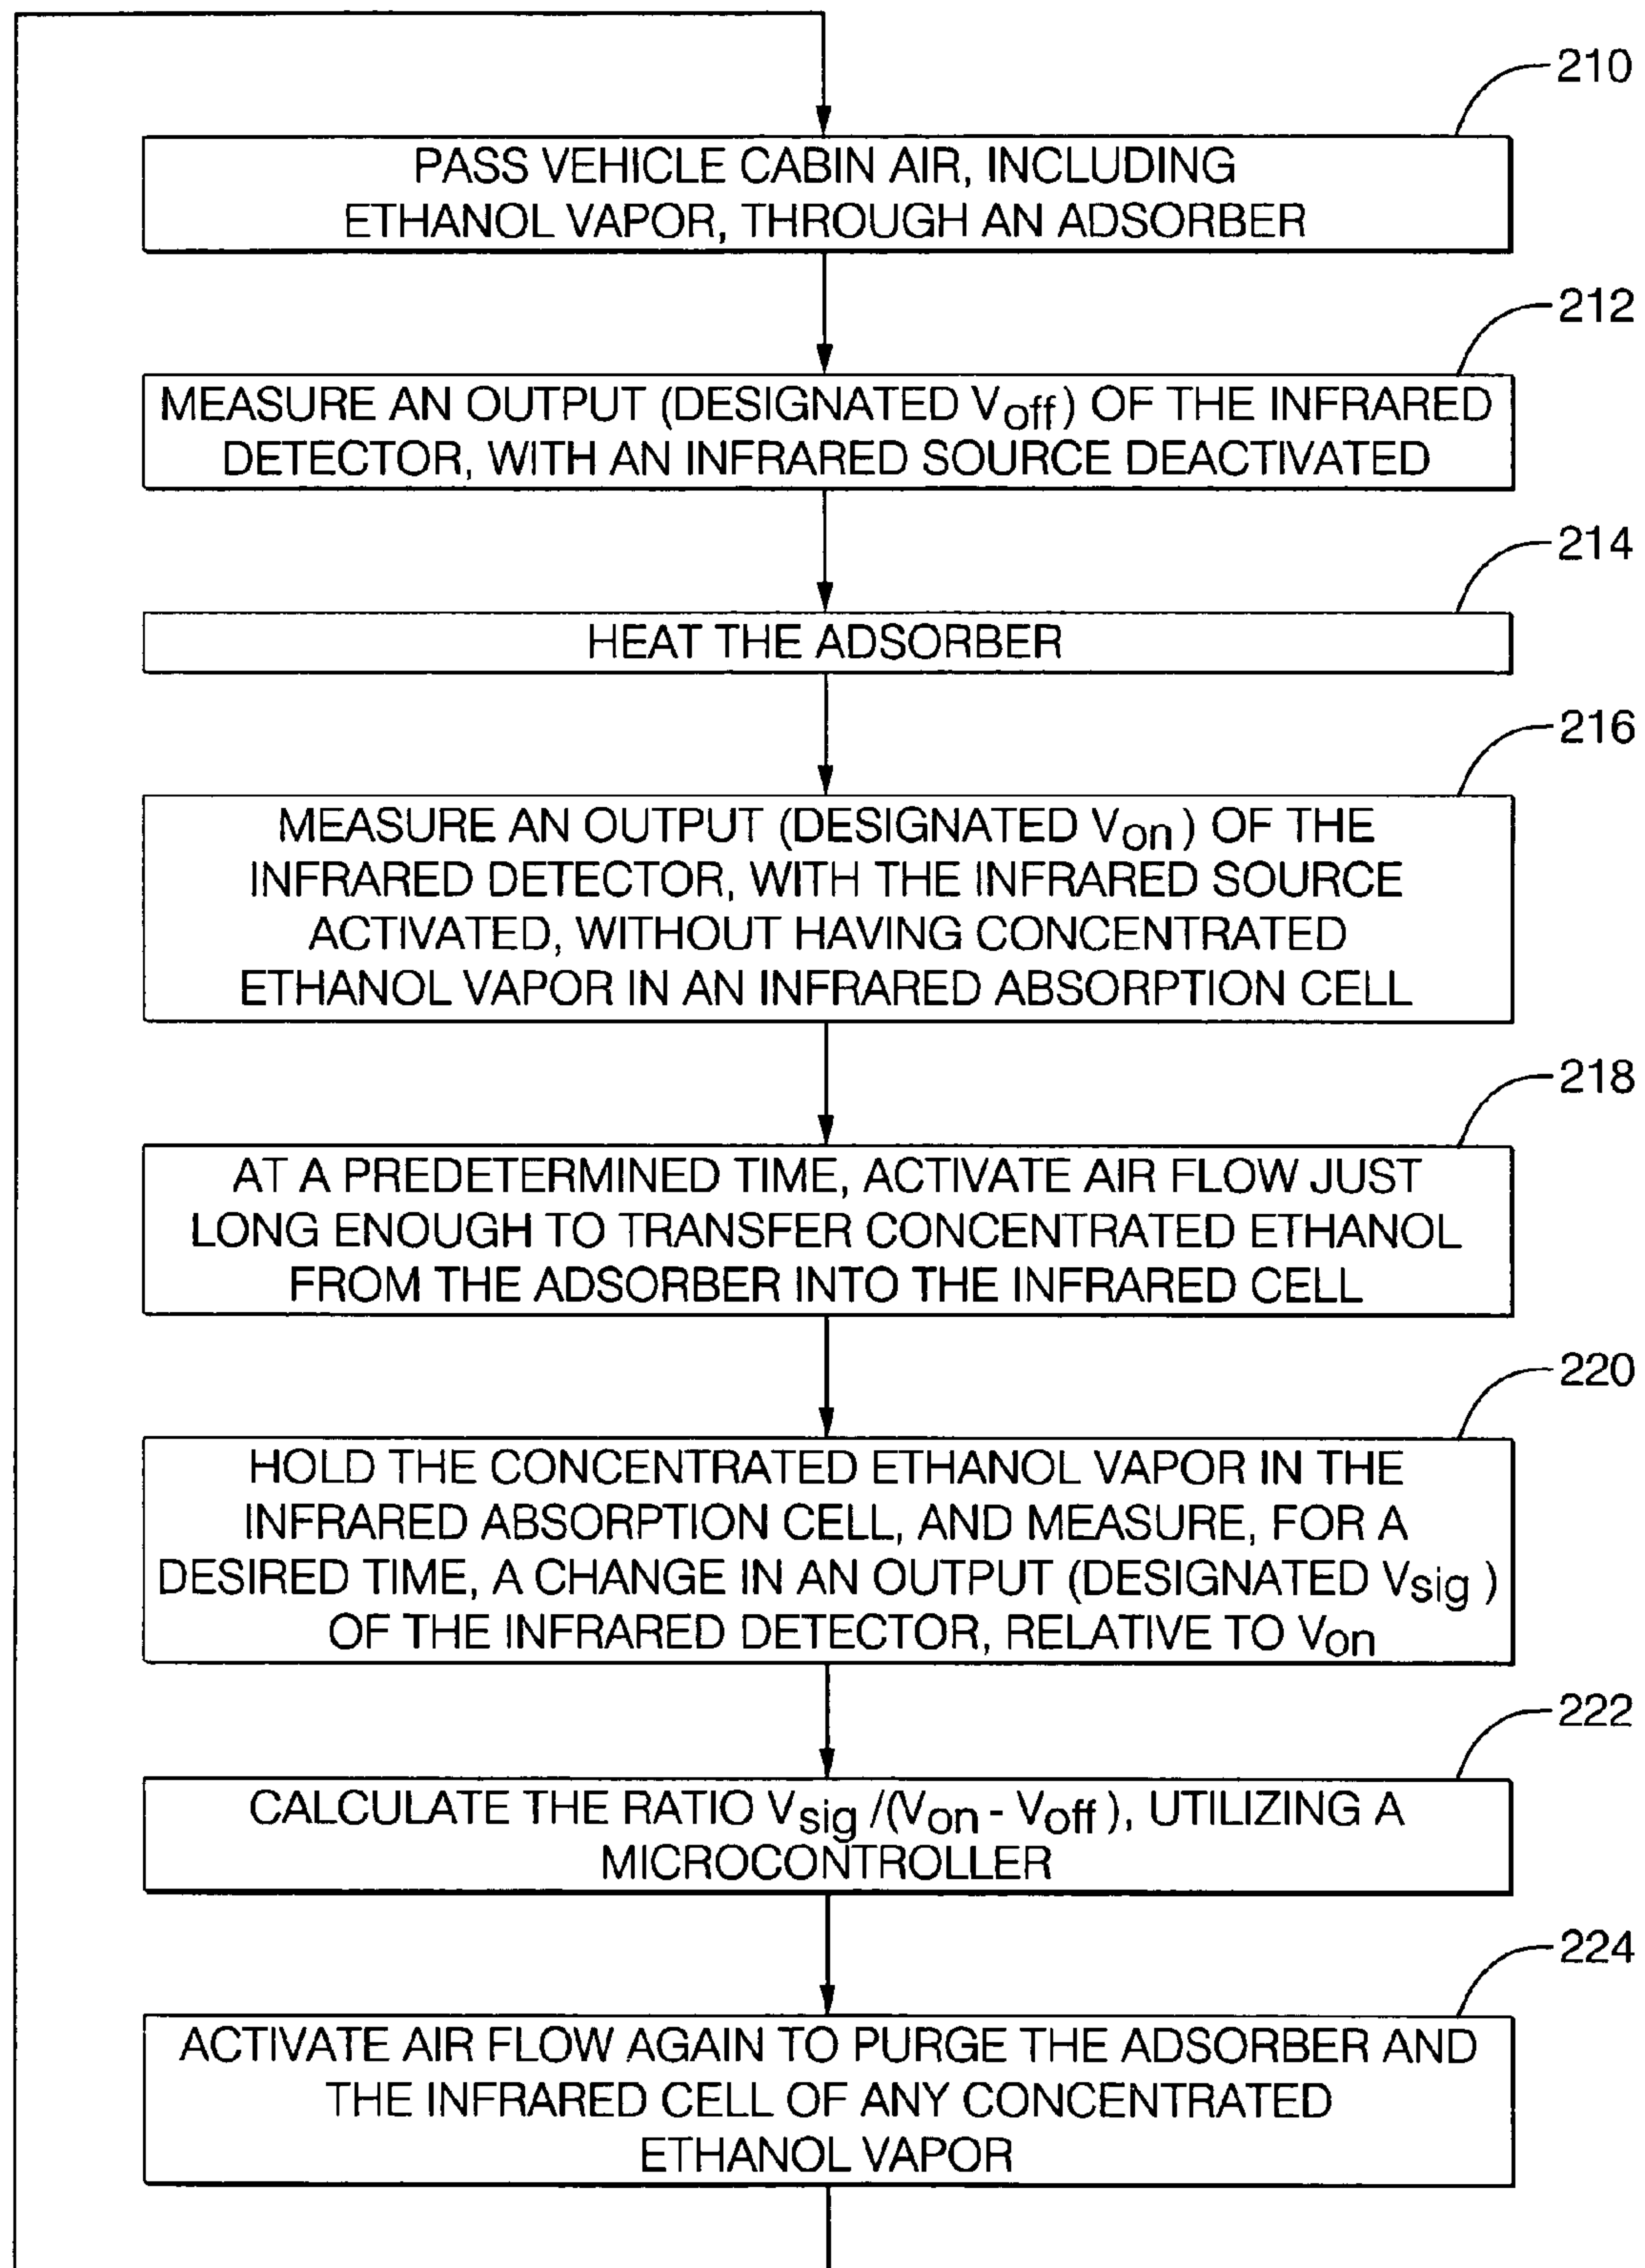 210
PASS VEHICLE CABIN AIR, INCLUDING
ETHANOL VAPOR, THROUGH AN ADSORBER
212
MEASURE AN OUTPUT (DESIGNATED Voff) OF THE INFRARED
DETECTOR, WITH AN INFRARED SOURCE DEACTIVATED
214
HEAT THE ADSORBER
216
MEASURE AN OUTPUT (DESIGNATED Von) OF THE
INFRARED DETECTOR, WITH THE INFRARED SOURCE
ACTIVATED, WITHOUT HAVING CONCENTRATED
ETHANOL VAPOR IN AN INFRARED ABSORPTION CELL
218
AT A PREDETERMINED TIME, ACTIVATE AIR FLOW JUST
LONG ENOUGH TO TRANSFER CONCENTRATED ETHANOL
FROM THE ADSORBER INTO THE INFRARED CELL
220
HOLD THE CONCENTRATED ETHANOL VAPOR IN THE
INFRARED ABSORPTION CELL, AND MEASURE, FOR A
DESIRED TIME, A CHANGE IN AN OUTPUT (DESIGNATED Vsig )
OF THE INFRARED DETECTOR, RELATIVE TO Von
222
CALCULATE THE RATIO Vsig /(Von - Voff ), UTILIZING A
MICROCONTROLLER
224
ACTIVATE AIR FLOW AGAIN TO PURGE THE ADSORBER AND
THE INFRARED CELL OF ANY CONCENTRATED
ETHANOL VAPOR